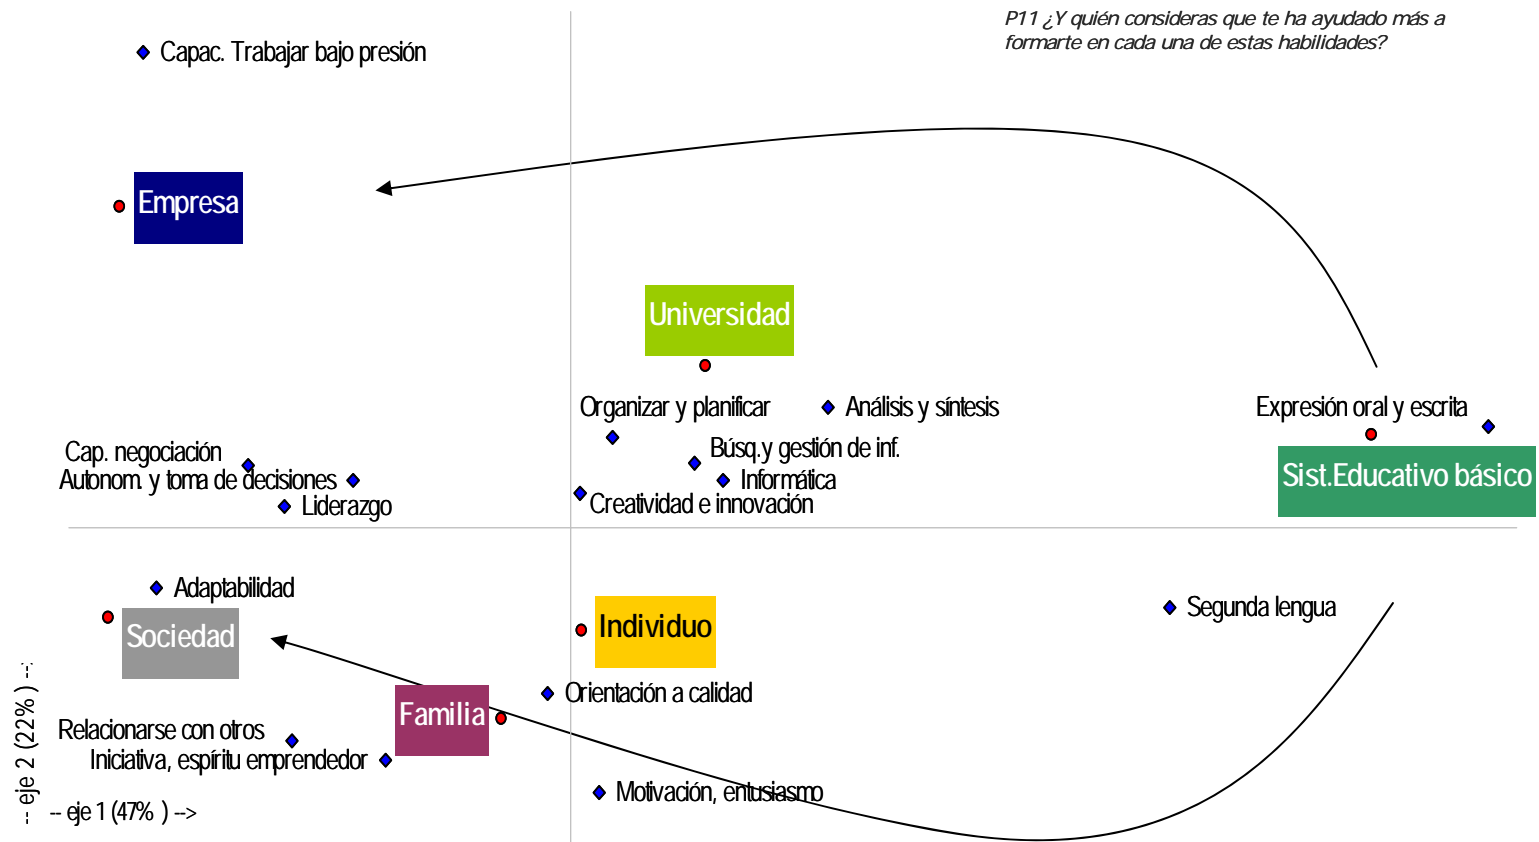 P11 ¿Y quién consideras que te ha ayudado más a
formarte en cada una de estas habilidades?
Capac. Trabajar bajo presión
Empresa
Universidad
Organizar y planificar
Análisis y síntesis
Expresión oral y escrita
Cap. negociación
Búsq.y gestión de inf.
Autonom. y toma de decisiones
Informática
Sist.Educativo básico
Liderazgo
Creatividad e innovación
Adaptabilidad
Segunda lengua
Sociedad
Individuo
Orientación a calidad
Familia
Relacionarse con otros
Iniciativa, espíritu emprendedor
Motivación, entusiasmo
-- eje 1 (47% ) -->
-- eje 2 (22% ) --